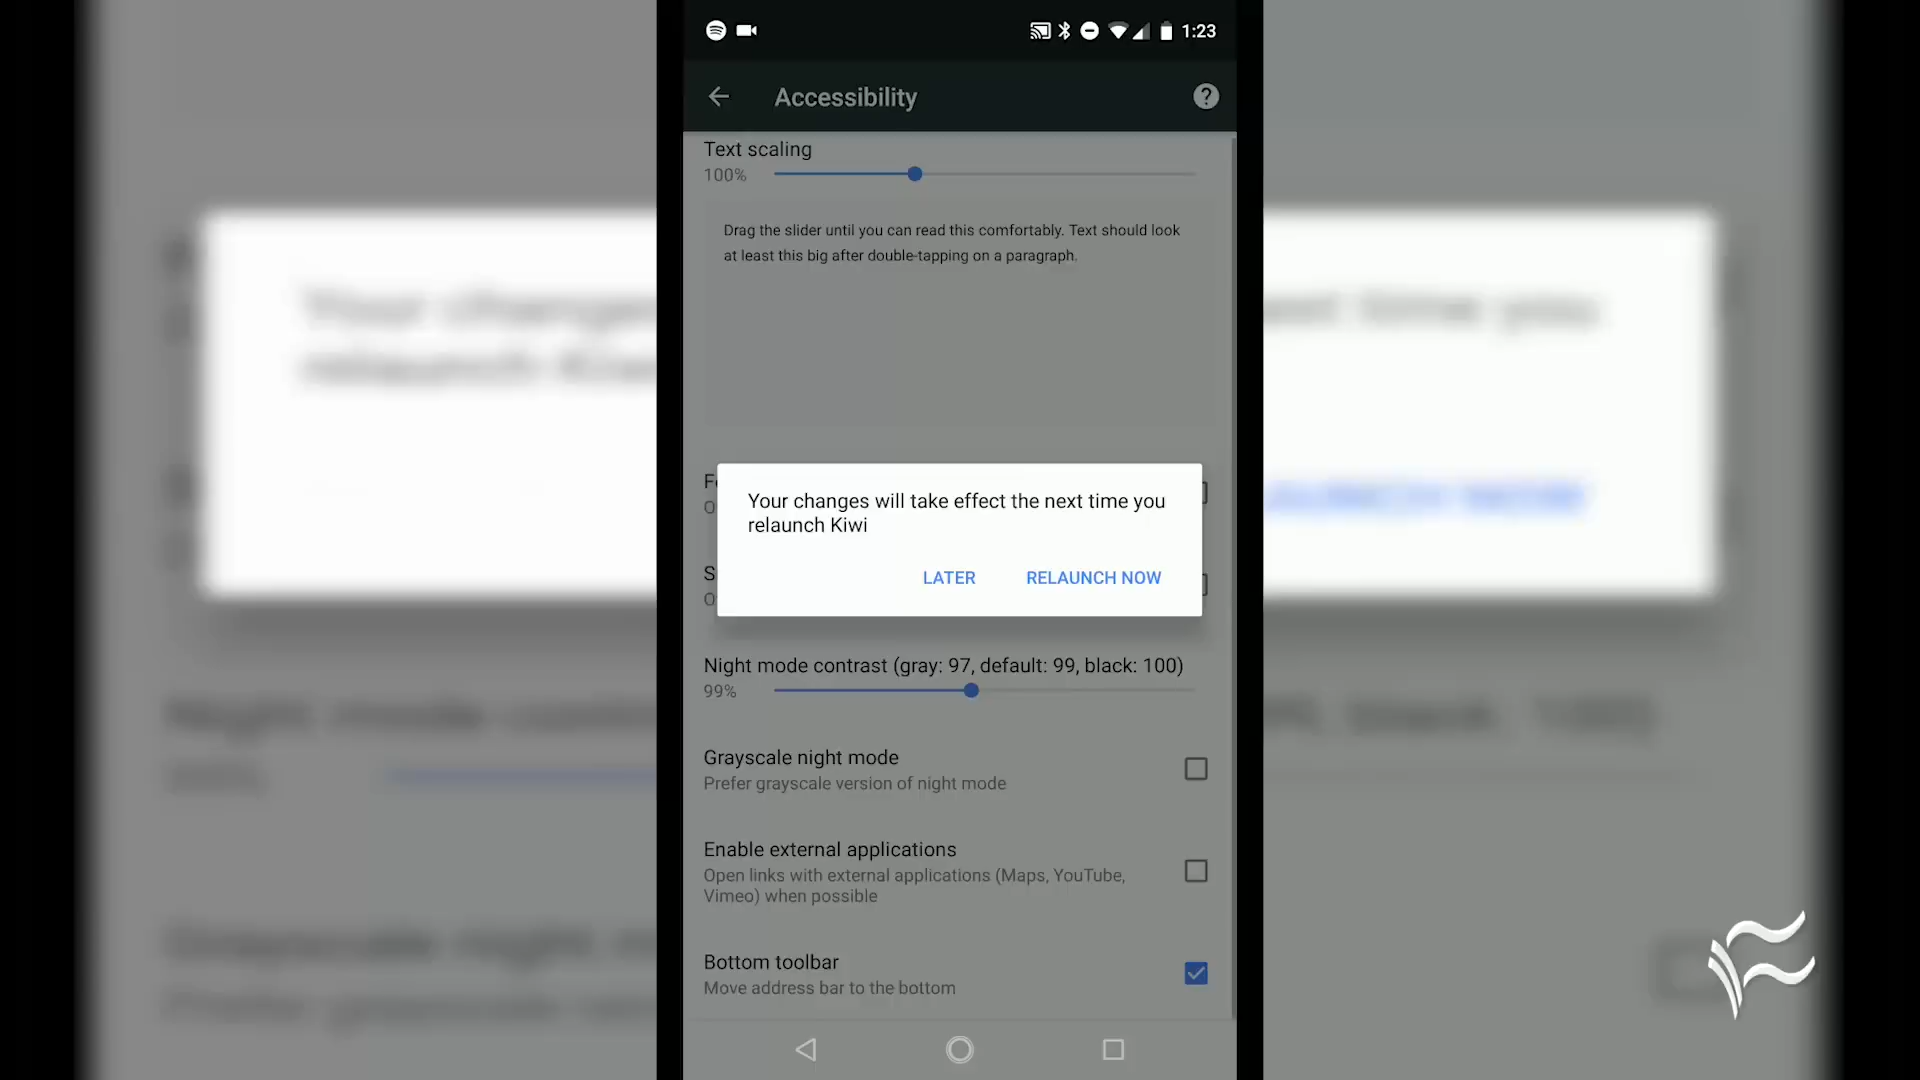 1:23
Accessibility
Text scaling
100%
Drag the slider until you can read this comfortably. Text should look
at least this big after double-tapping on a paragraph.
Your changes will take effect the next time you
relaunch Kiwi
LATER RELAUNCH NOW
Night mode contrast (gray: 97, default: 99, black: 100)
99%
Grayscale night mode
Prefer grayscale version of night mode
Enable external applications
Open links with external applications (Maps, YouTube,
Vimeo) when possible
Bottom toolbar
Move address bar to the bottom